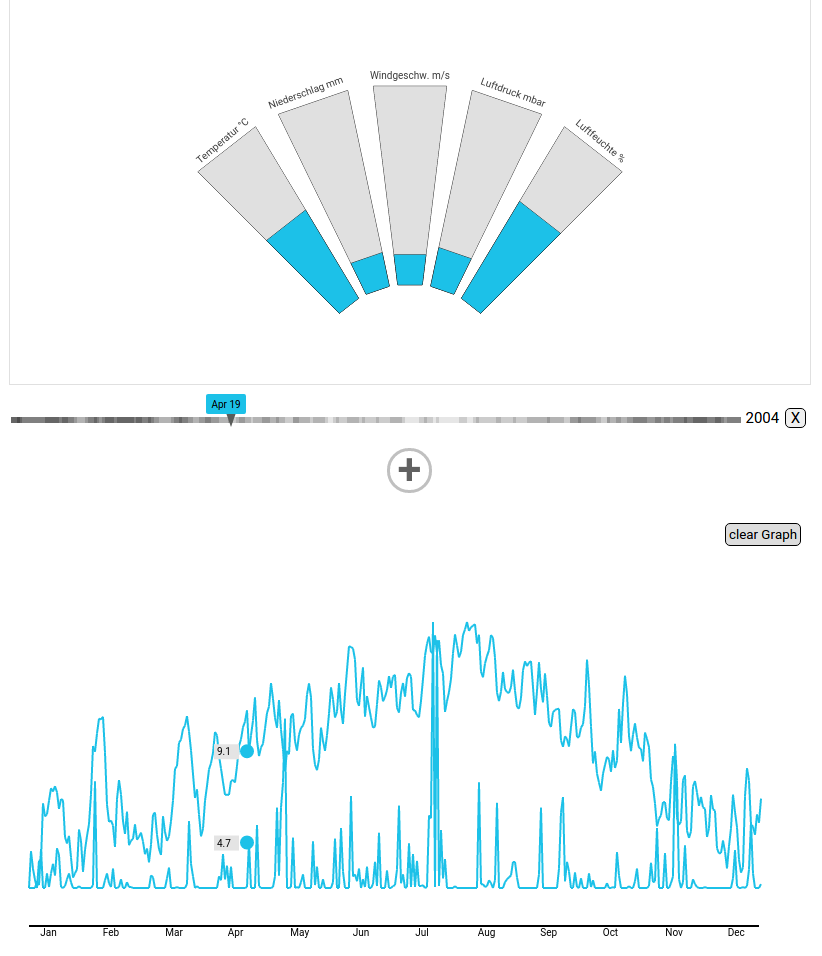 Temperatur °C
Niederschlag mm
Windgeschw. m/s
Luftdruck mbar
Luftfeuchte %
Apr 19
2004
X
clear Graph
9.1
4.7
Jan Feb Mar Apr May Jun Jul Aug Sep Oct Nov Dec